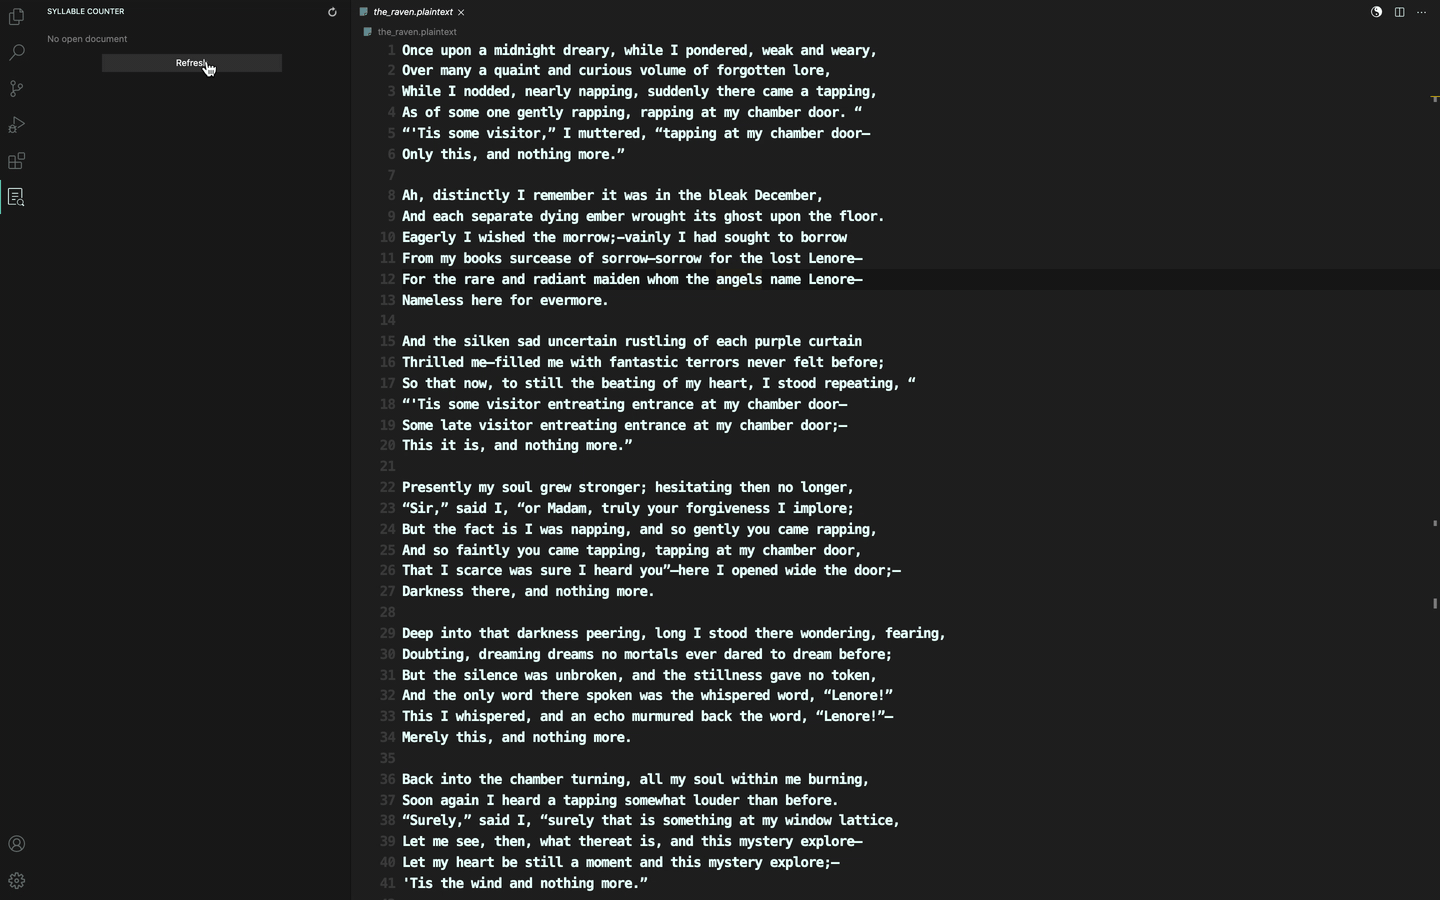 SYLLABLE COUNTER
No open document
Refresh
the_raven.plaintext
the_raven.plaintext
1 Once upon a midnight dreary, while I pondered, weak and weary,
2 Over many a quaint and curious volume of forgotten lore,
3 While I nodded, nearly napping, suddenly there came a tapping,
4 As of some one gently rapping, rapping at my chamber door. “
5 “'Tis some visitor,” I muttered, “tapping at my chamber door—
6 Only this, and nothing more.”
7
8 Ah, distinctly I remember it was in the bleak December,
9 And each separate dying ember wrought its ghost upon the floor.
10 Eagerly I wished the morrow;—vainly I had sought to borrow
11 From my books surcease of sorrow—sorrow for the lost Lenore—
12 For the rare and radiant maiden whom the angels name Lenore—
13 Nameless here for evermore.
14
15 And the silken sad uncertain rustling of each purple curtain
16 Thrilled me—filled me with fantastic terrors never felt before;
17 So that now, to still the beating of my heart, I stood repeating, “
18 “'Tis some visitor entreating entrance at my chamber door—
19 Some late visitor entreating entrance at my chamber door;—
20 This it is, and nothing more.”
21
22 Presently my soul grew stronger; hesitating then no longer,
23 “Sir,” said I, “or Madam, truly your forgiveness I implore;
24 But the fact is I was napping, and so gently you came rapping,
25 And so faintly you came tapping, tapping at my chamber door,
26 That I scarce was sure I heard you”—here I opened wide the door;—
27 Darkness there, and nothing more.
28
29 Deep into that darkness peering, long I stood there wondering, fearing,
30 Doubting, dreaming dreams no mortals ever dared to dream before;
31 But the silence was unbroken, and the stillness gave no token,
32 And the only word there spoken was the whispered word, “Lenore!”
33 This I whispered, and an echo murmured back the word, “Lenore!”—
34 Merely this, and nothing more.
35
36 Back into the chamber turning, all my soul within me burning,
37 Soon again I heard a tapping somewhat louder than before.
38 “Surely,” said I, “surely that is something at my window lattice,
39 Let me see, then, what thereat is, and this mystery explore—
40 Let my heart be still a moment and this mystery explore;—
41 'Tis the wind and nothing more.”